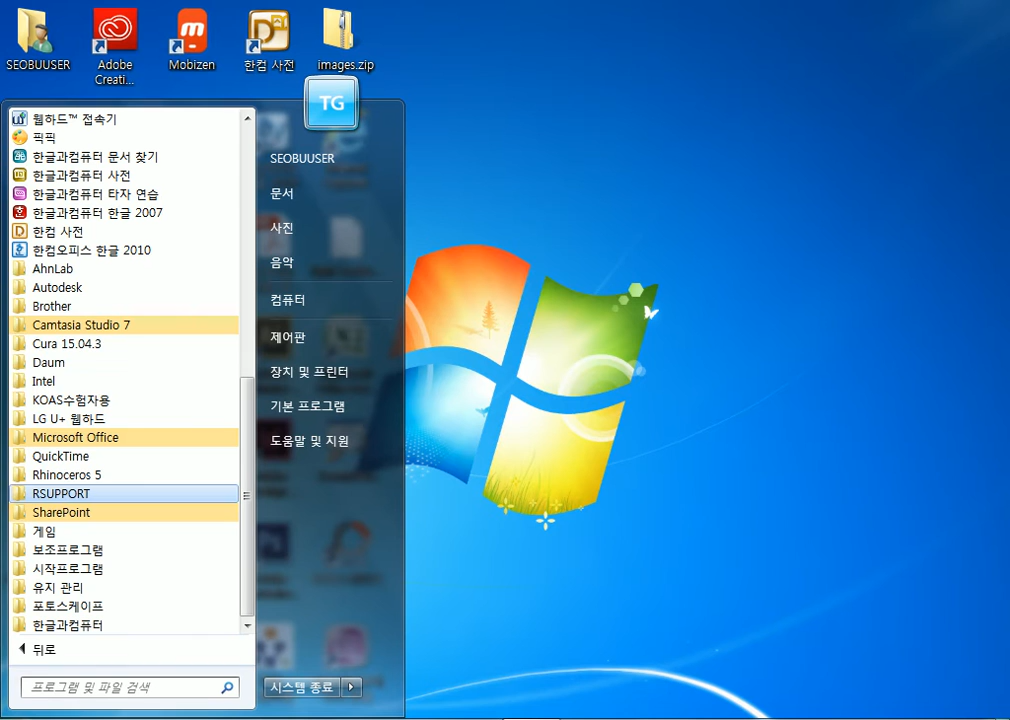 SEOBUUSER
Adobe
Creati...
Mobizen
한컴 사전
images.zip
TG
웹하드™ 접속기
픽픽
한글과컴퓨터 문서 찾기
한글과컴퓨터 사전
한글과컴퓨터 타자 연습
한글과컴퓨터 한글 2007
한컴 사전
한컴오피스 한글 2010
AhnLab
Autodesk
Brother
Camtasia Studio 7
Cura 15.04.3
Daum
Intel
KOAS수험자용
LG U+ 웹하드
Microsoft Office
QuickTime
Rhinoceros 5
RSUPPORT
SharePoint
게임
보조프로그램
시작프로그램
유지 관리
포토스케이프
한글과컴퓨터
뒤로
프로그램 및 파일 검색
SEOBUUSER
문서
사진
음악
컴퓨터
제어판
장치 및 프린터
기본 프로그램
도움말 및 지원
시스템 종료